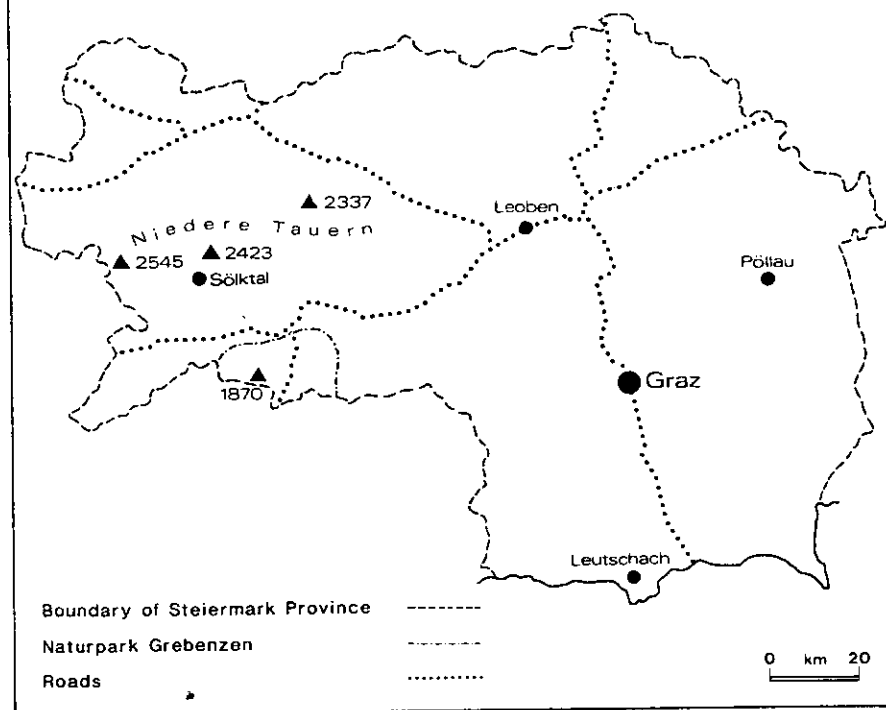 2337
Leoben
Niedere Tauern
2423
2545
Sölktal
Pöllau
1870
Graz
Leutschach
Boundary of Steiermark Province
Naturpark Grebenzen
Roads
0 km 20